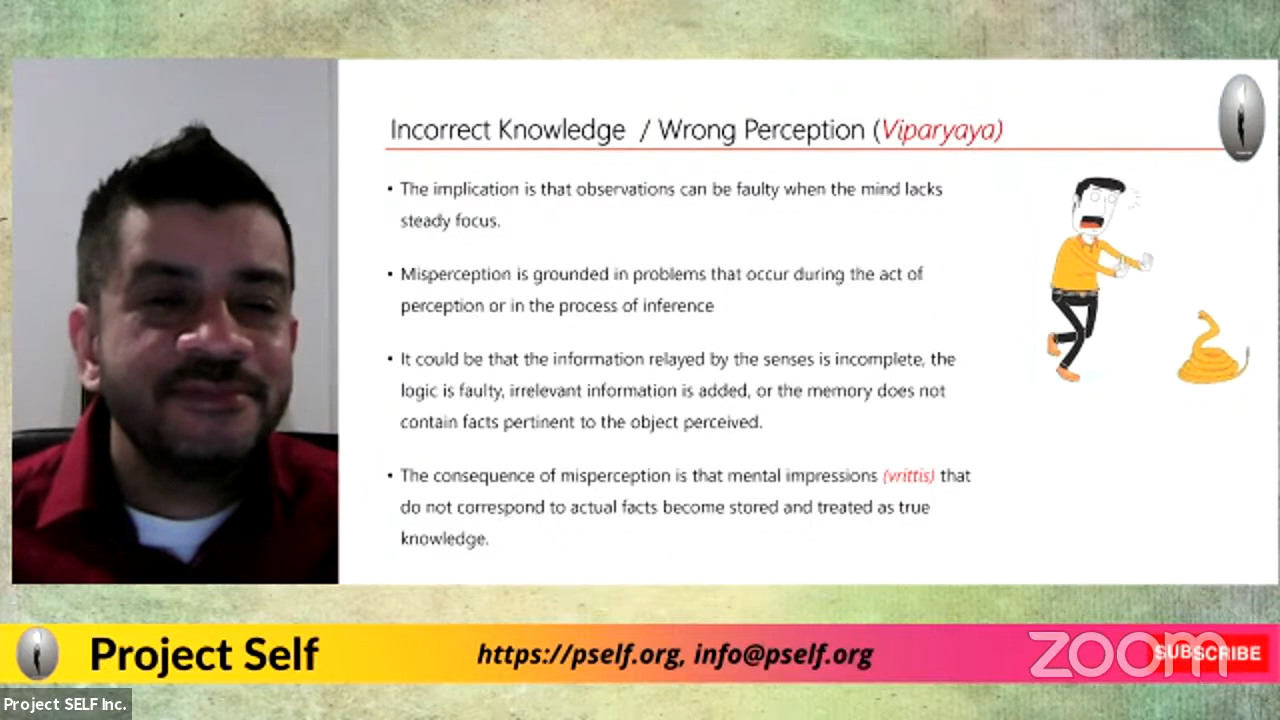 Incorrect Knowledge / Wrong Perception (Viparyaya)
• The implication is that observations can be faulty when the mind lacks
steady focus.
• Misperception is grounded in problems that occur during the act of
perception or in the process of inference
• It could be that the information relayed by the senses is incomplete, the
logic is faulty, irrelevant information is added, or the memory does not
contain facts pertinent to the object perceived.
• The consequence of misperception is that mental impressions (vrittis) that
do not correspond to actual facts become stored and treated as true
knowledge.
Project Self
https://pself.org, info@pself.org
zoom
SUBSCRIBE
Project SELF Inc.